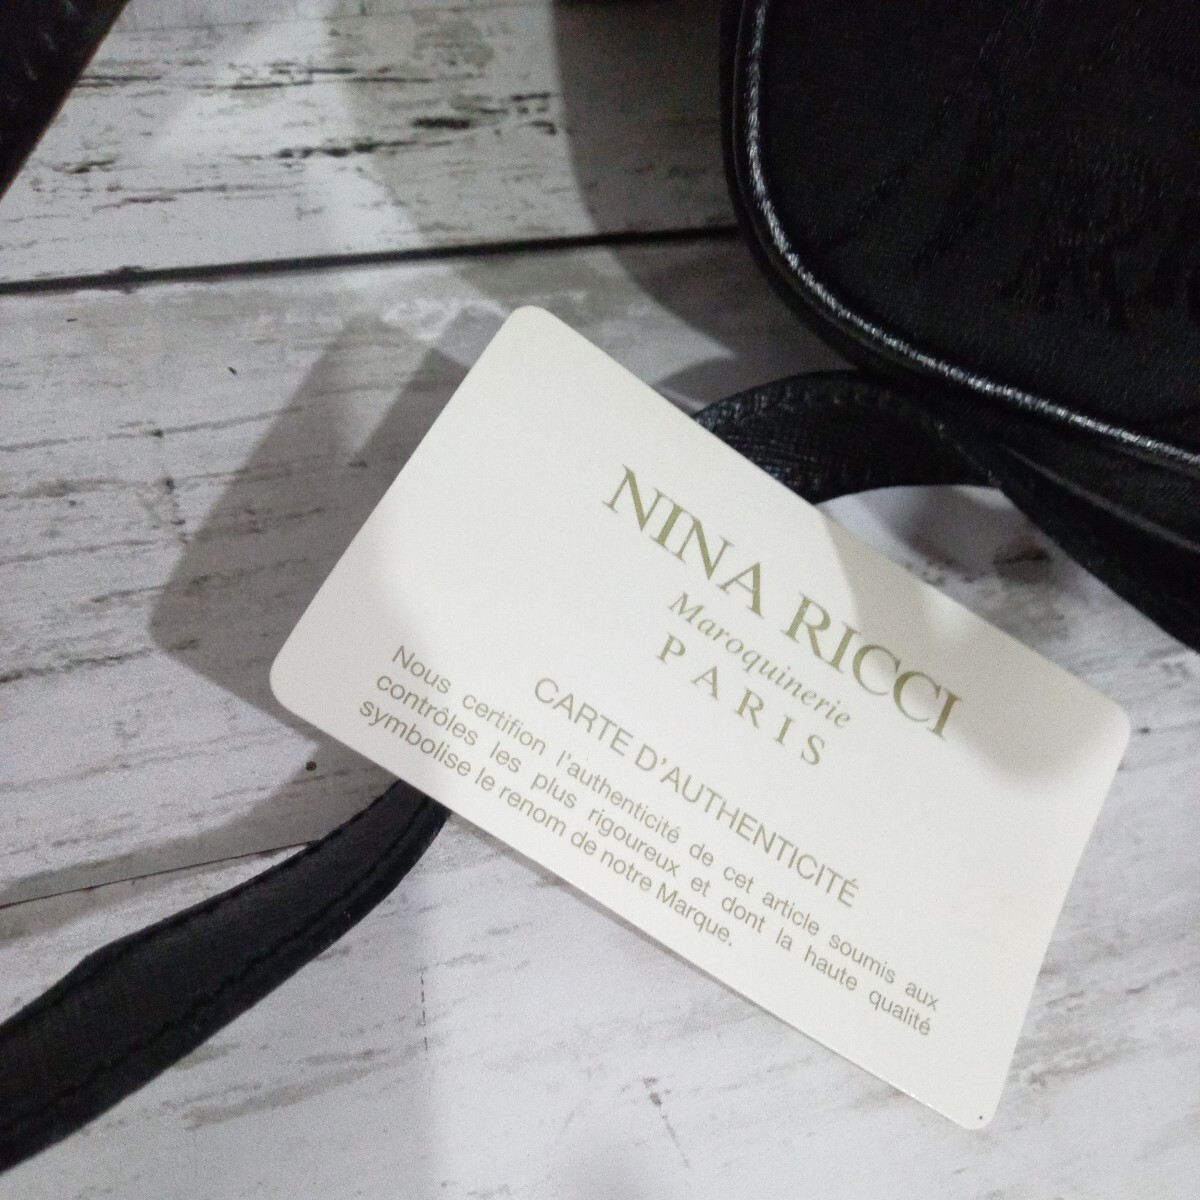 NINA RICCI
Maroquinerie
PARIS
CARTE D'AUTHENTICITÉ
Nous certifion l'authenticité de cet article soumis aux
contrôles les plus rigoureux et dont la haute qualité
symbolise le renom de notre Marque.